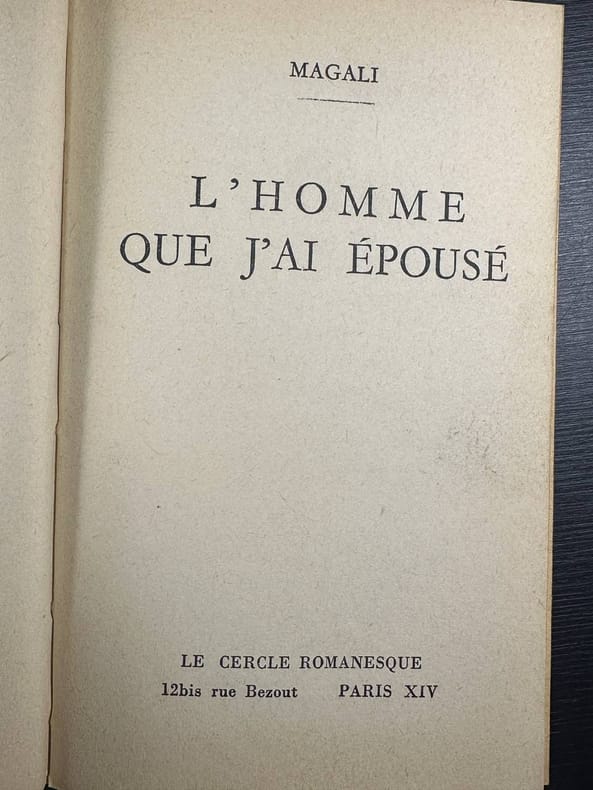 MAGALI
L'HOMME
QUE J'AI ÉPOUSÉ
LE CERCLE ROMANESQUE
12bis rue Bezout PARIS XIV